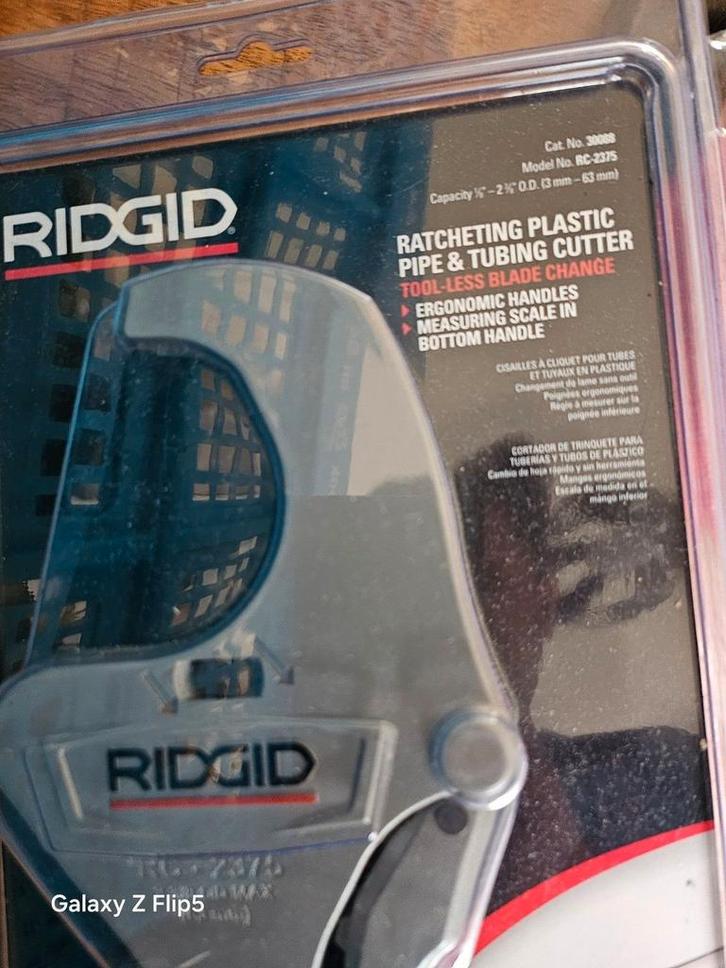 Cat. No. 30088
Model No. RC-2375
Capacity ⅛" – 2 ⅜" O.D. (3 mm – 63 mm)
RIDGID®
RATCHETING PLASTIC
PIPE & TUBING CUTTER
TOOL-LESS BLADE CHANGE
ERGONOMIC HANDLES
MEASURING SCALE IN
BOTTOM HANDLE
CISAILLES À CLIQUET POUR TUBES
ET TUYAUX EN PLASTIQUE
Changement de lame sans outil
Poignées ergonomiques
Règle à mesurer sur la
poignée inférieure
CORTADOR DE TRINQUETE PARA
TUBERÍAS Y TUBOS DE PLÁSTICO
Cambio de hoja rápido y sin herramienta
Mangos ergonómicos
Escala de medida en el
mango inferior
RIDGID
RC-2375
Galaxy Z Flip5